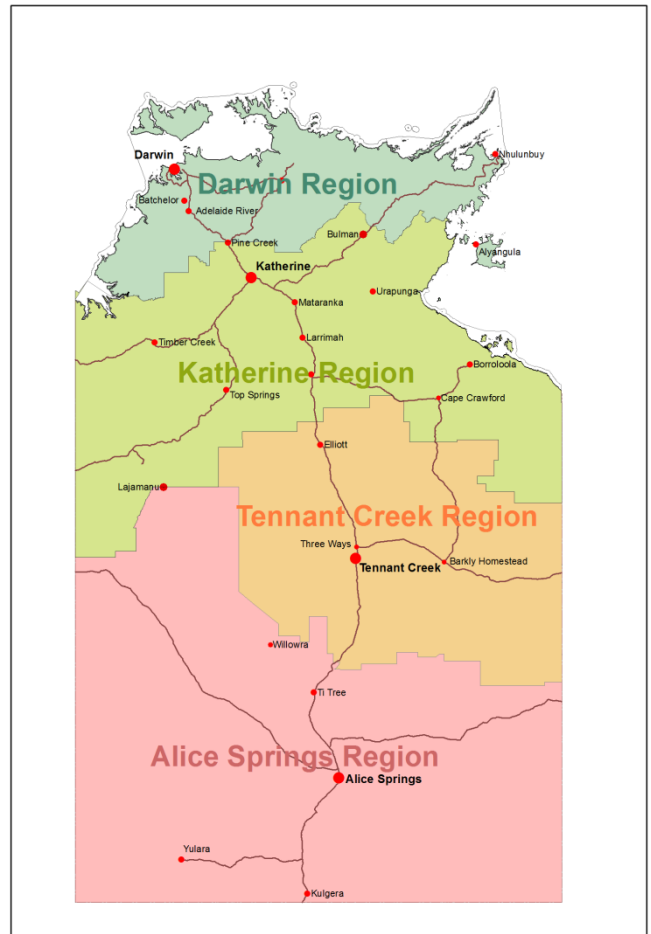 Nhulunbuy
Darwin
Darwin Region
Batchelor
Adelaide River
Bulman
Pine Creek
Alyangula
Katherine
Urapunga
Mataranka
Larrimah
Timber Creek
Borroloola
Katherine Region
Top Springs
Cape Crawford
Elliott
Lajamanu
Tennant Creek Region
Three Ways
Barkly Homestead
Tennant Creek
Willowra
Ti Tree
Alice Springs Region
Alice Springs
Yulara
Kulgera